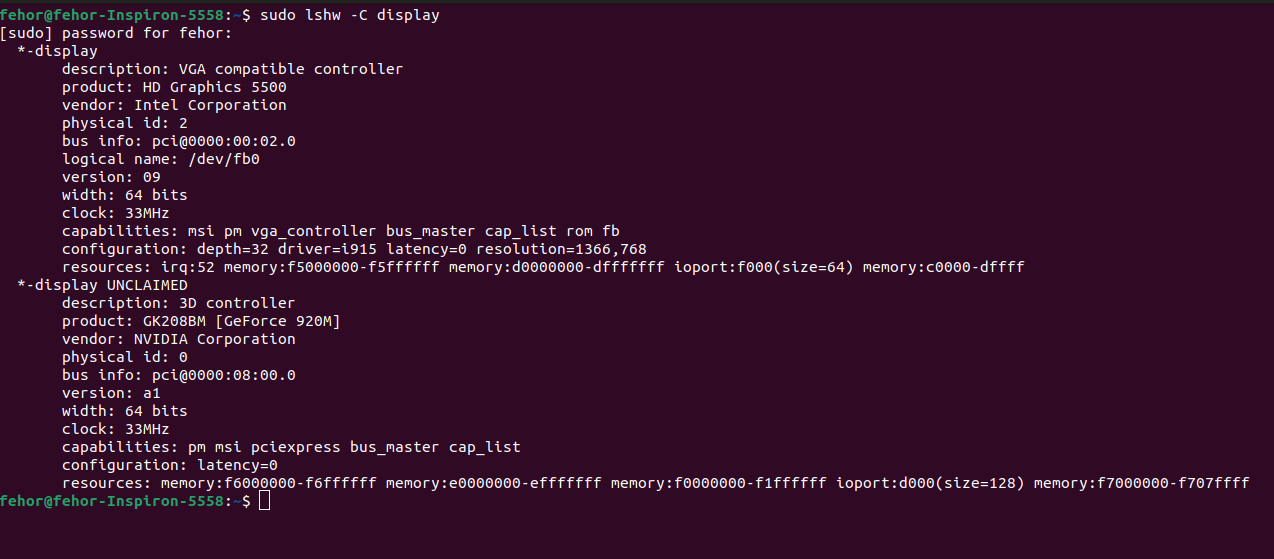 fehor@fehor-Inspiron-5558:~$ sudo lshw -C display
[sudo] password for fehor:
  *-display
       description: VGA compatible controller
       product: HD Graphics 5500
       vendor: Intel Corporation
       physical id: 2
       bus info: pci@0000:00:02.0
       logical name: /dev/fb0
       version: 09
       width: 64 bits
       clock: 33MHz
       capabilities: msi pm vga_controller bus_master cap_list rom fb
       configuration: depth=32 driver=i915 latency=0 resolution=1366,768
       resources: irq:52 memory:f5000000-f5ffffff memory:d0000000-dfffffff ioport:f000(size=64) memory:c0000-dffff
  *-display UNCLAIMED
       description: 3D controller
       product: GK208BM [GeForce 920M]
       vendor: NVIDIA Corporation
       physical id: 0
       bus info: pci@0000:08:00.0
       version: a1
       width: 64 bits
       clock: 33MHz
       capabilities: pm msi pciexpress bus_master cap_list
       configuration: latency=0
       resources: memory:f6000000-f6ffffff memory:e0000000-efffffff memory:f0000000-f1ffffff ioport:d000(size=128) memory:f7000000-f707ffff
fehor@fehor-Inspiron-5558:~$